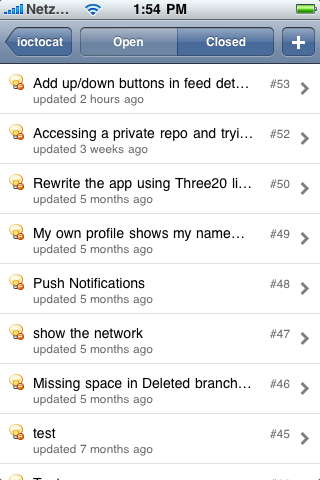 Netz... 1:54 PM
ioctocat Open Closed +
Add up/down buttons in feed det... #53
updated 2 hours ago
Accessing a private repo and tryi... #52
updated 3 weeks ago
Rewrite the app using Three20 li... #50
updated 5 months ago
My own profile shows my name... #49
updated 5 months ago
Push Notifications #48
updated 5 months ago
show the network #47
updated 5 months ago
Missing space in Deleted branch... #46
updated 5 months ago
test #45
updated 7 months ago